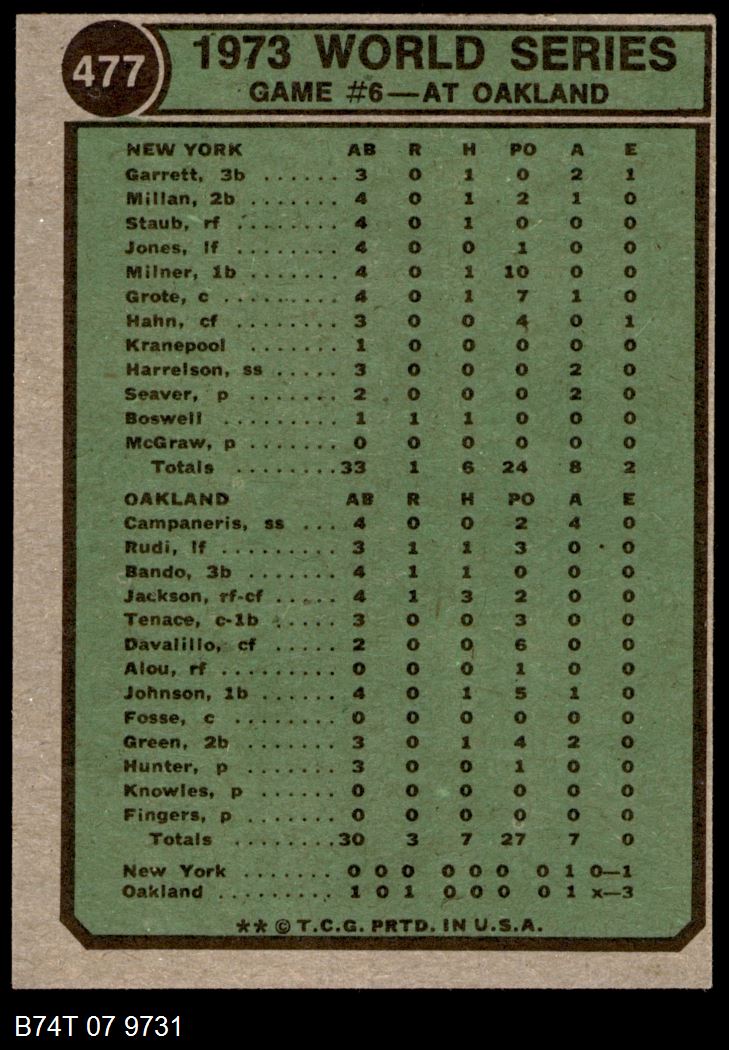 477
1973 WORLD SERIES
GAME #6—AT OAKLAND
NEW YORK AB R H PO A E
Garrett, 3b ...... 3 0 1 0 2 1
Millan, 2b ....... 4 0 1 2 1 0
Staub, rf ........ 4 0 1 0 0 0
Jones, lf ........ 4 0 0 1 0 0
Milner, 1b ....... 4 0 1 10 0 0
Grote, c ......... 4 0 1 7 1 0
Hahn, cf ........ 3 0 0 4 0 1
Kranepool ....... 1 0 0 0 0 0
Harrelson, ss ..... 3 0 0 0 2 0
Seaver, p ....... 2 0 0 0 2 0
Boswell ......... 1 1 1 0 0 0
McGraw, p ....... 0 0 0 0 0 0
Totals ........ 33 1 6 24 8 2
OAKLAND AB R H PO A E
Campaneris, ss ... 4 0 0 2 4 0
Rudi, lf ......... 3 1 1 3 0 0
Bando, 3b ....... 4 1 1 0 0 0
Jackson, rf-cf ..... 4 1 3 2 0 0
Tenace, c-1b ..... 3 0 0 3 0 0
Davalillo, cf ...... 2 0 0 6 0 0
Alou, rf ......... 0 0 0 1 0 0
Johnson, 1b ...... 4 0 1 5 1 0
Fosse, c ........ 0 0 0 0 0 0
Green, 2b ....... 3 0 1 4 2 0
Hunter, p ....... 3 0 0 1 0 0
Knowles, p ...... 0 0 0 0 0 0
Fingers, p ....... 0 0 0 0 0 0
Totals ........ 30 3 7 27 7 0
New York ....... 0 0 0 0 0 0 0 1 0—1
Oakland ......... 1 0 1 0 0 0 0 1 x—3
** © T.C.G. PRTD. IN U.S.A.
B74T 07 9731